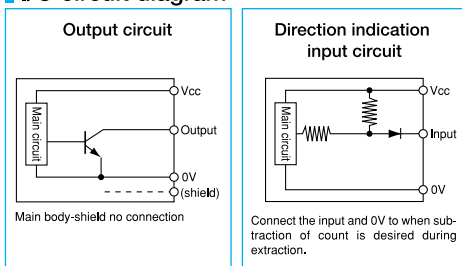 I/O circuit diagram
Output circuit
Vcc
Main circuit
Output
0V
(shield)
Main body-shield no connection
Direction indication
input circuit
Vcc
Main circuit
Input
0V
Connect the input and 0V to when sub-
traction of count is desired during
extraction.